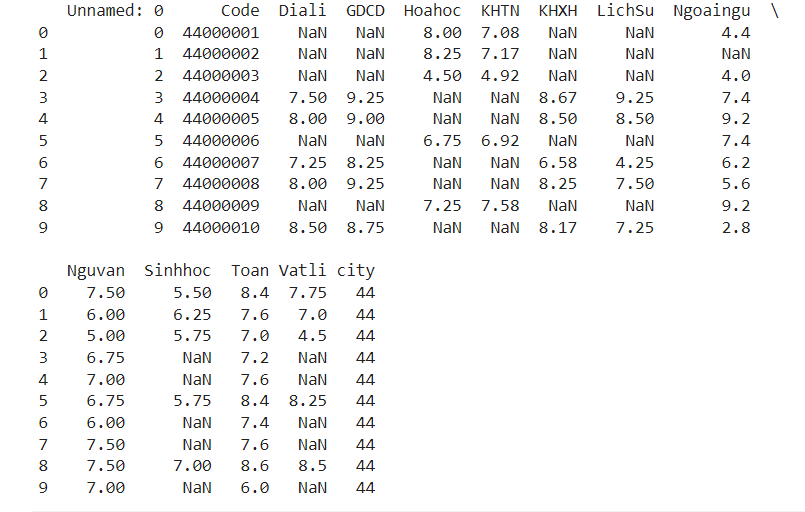 Unnamed: 0 Code Diali GDCD Hoahoc KHTN KHXH LichSu Ngoaingu \
0 0 44000001 NaN NaN 8.00 7.08 NaN NaN 4.4
1 1 44000002 NaN NaN 8.25 7.17 NaN NaN NaN
2 2 44000003 NaN NaN 4.50 4.92 NaN NaN 4.0
3 3 44000004 7.50 9.25 NaN NaN 8.67 9.25 7.4
4 4 44000005 8.00 9.00 NaN NaN 8.50 8.50 9.2
5 5 44000006 NaN NaN 6.75 6.92 NaN NaN 7.4
6 6 44000007 7.25 8.25 NaN NaN 6.58 4.25 6.2
7 7 44000008 8.00 9.25 NaN NaN 8.25 7.50 5.6
8 8 44000009 NaN NaN 7.25 7.58 NaN NaN 9.2
9 9 44000010 8.50 8.75 NaN NaN 8.17 7.25 2.8
Nguvan Sinhhoc Toan Vatli city
0 7.50 5.50 8.4 7.75 44
1 6.00 6.25 7.6 7.0 44
2 5.00 5.75 7.0 4.5 44
3 6.75 NaN 7.2 NaN 44
4 7.00 NaN 7.6 NaN 44
5 6.75 5.75 8.4 8.25 44
6 6.00 NaN 7.4 NaN 44
7 7.50 NaN 7.6 NaN 44
8 7.50 7.00 8.6 8.5 44
9 7.00 NaN 6.0 NaN 44